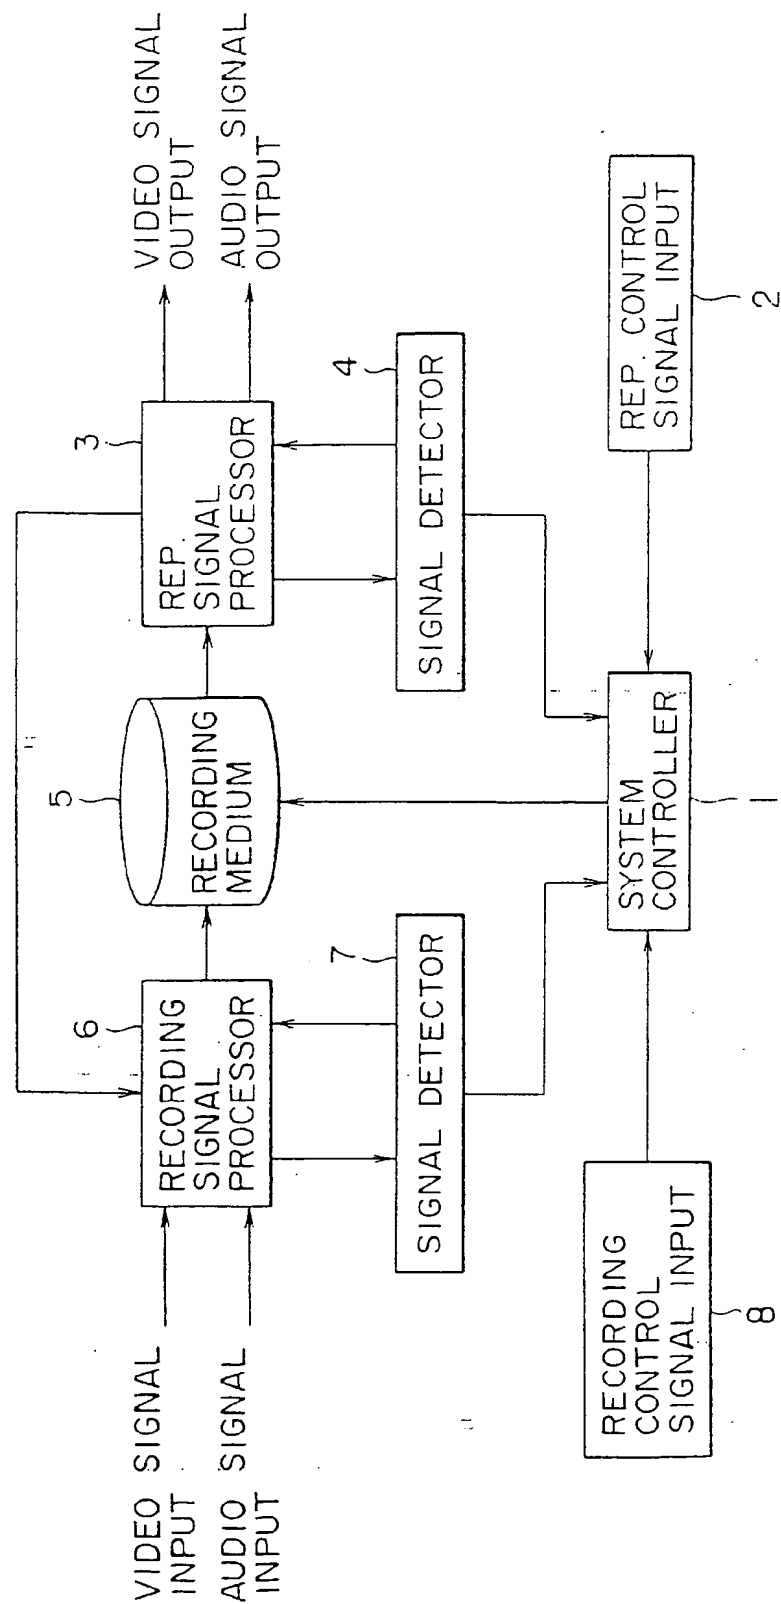 VIDEO SIGNAL
INPUT
AUDIO SIGNAL
INPUT
6
RECORDING
SIGNAL
PROCESSOR
5
RECORDING
MEDIUM
3
REP.
SIGNAL
PROCESSOR
VIDEO SIGNAL
OUTPUT
AUDIO SIGNAL
OUTPUT
7
SIGNAL DETECTOR
4
SIGNAL DETECTOR
RECORDING
CONTROL
SIGNAL INPUT
8
SYSTEM
CONTROLLER
1
REP. CONTROL
SIGNAL INPUT
2